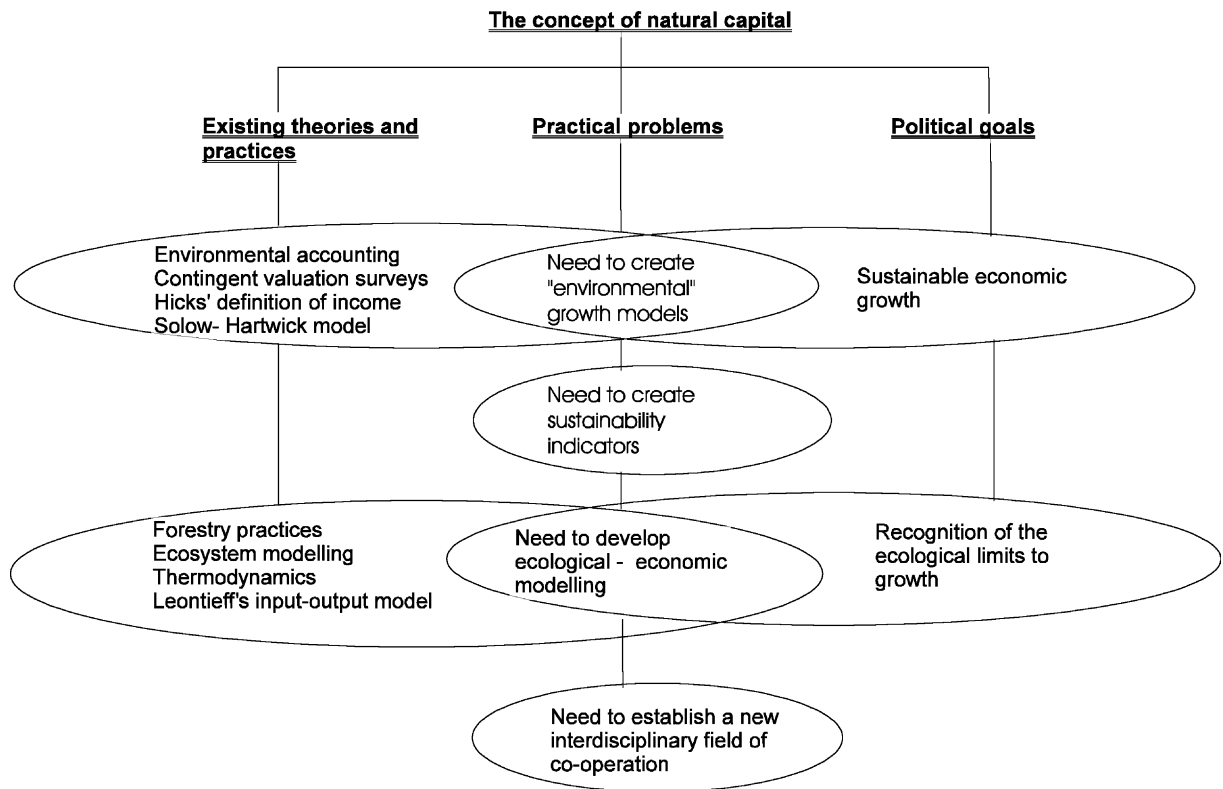 The concept of natural capital
Existing theories and
practices
Practical problems
Political goals
Environmental accounting
Contingent valuation surveys
Hicks' definition of income
Solow- Hartwick model
Need to create
"environmental"
growth models
Sustainable economic
growth
Need to create
sustainability
indicators
Forestry practices
Ecosystem modelling
Thermodynamics
Leontieff's input-output model
Need to develop
ecological - economic
modelling
Recognition of the
ecological limits to
growth
Need to establish a new
interdisciplinary field of
co-operation